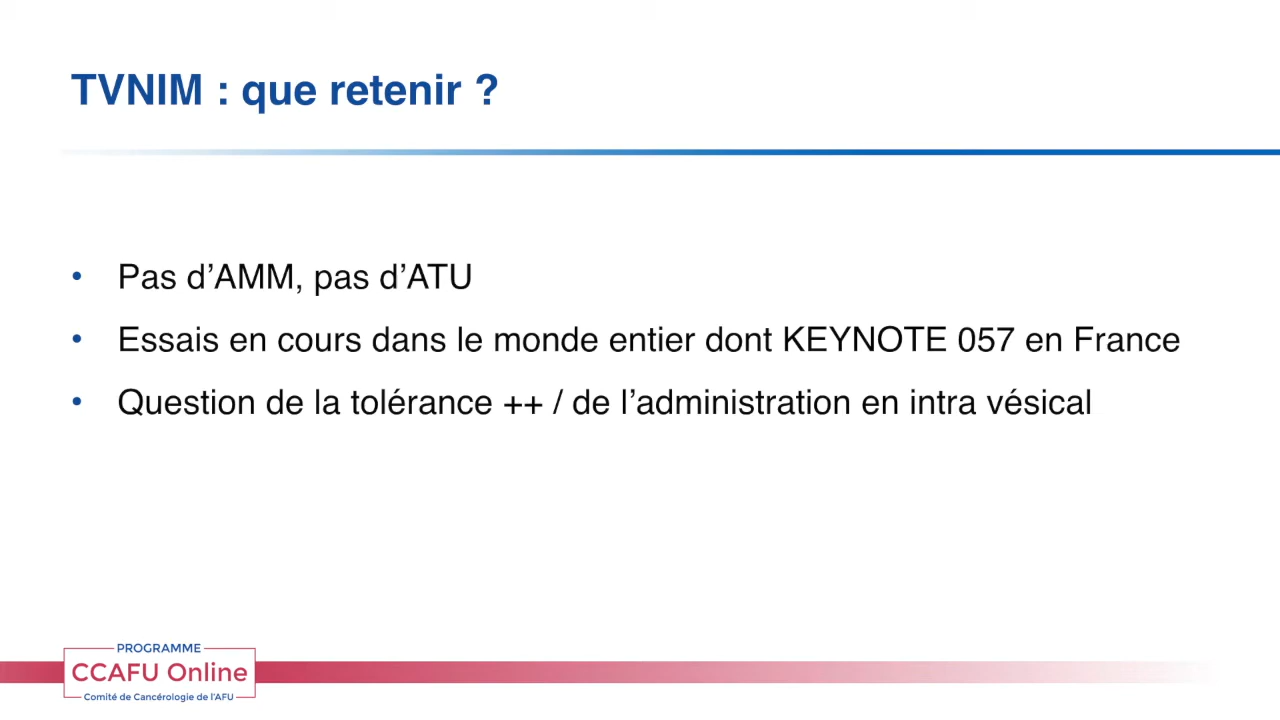 TVNIM : que retenir ?
• Pas d’AMM, pas d’ATU
• Essais en cours dans le monde entier dont KEYNOTE 057 en France
• Question de la tolérance ++ / de l’administration en intra vésical
PROGRAMME
CCAFU Online
Comité de Cancérologie de l'AFU